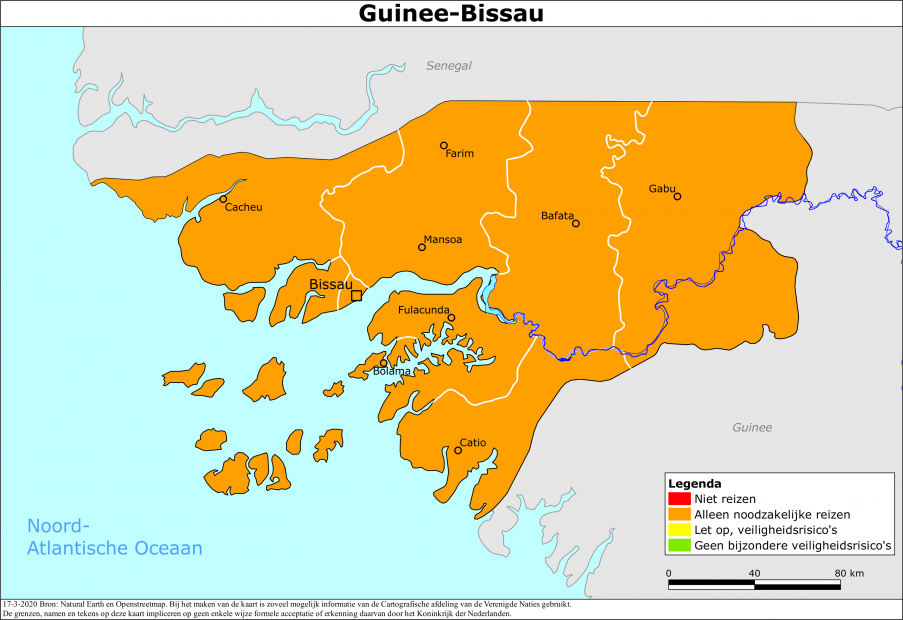 Guinee-Bissau
Senegal
Farim
Gabu
Cacheu
Bafata
Mansoa
Bissau
Fulacunda
Bolama
Guinee
Catio
Legenda
Niet reizen
Alleen noodzakelijke reizen
Let op, veiligheidsrisico's
Geen bijzondere veiligheidsrisico's
Noord-
Atlantische Oceaan
0 40 80 km
17-3-2020 Bron: Natural Earth en Openstreetmap. Bij het maken van de kaart is zoveel mogelijk informatie van de Cartografische afdeling van de Verenigde Naties gebruikt.
De grenzen, namen en tekens op deze kaart impliceren op geen enkele wijze formele acceptatie of erkenning daarvan door het Koninkrijk der Nederlanden.